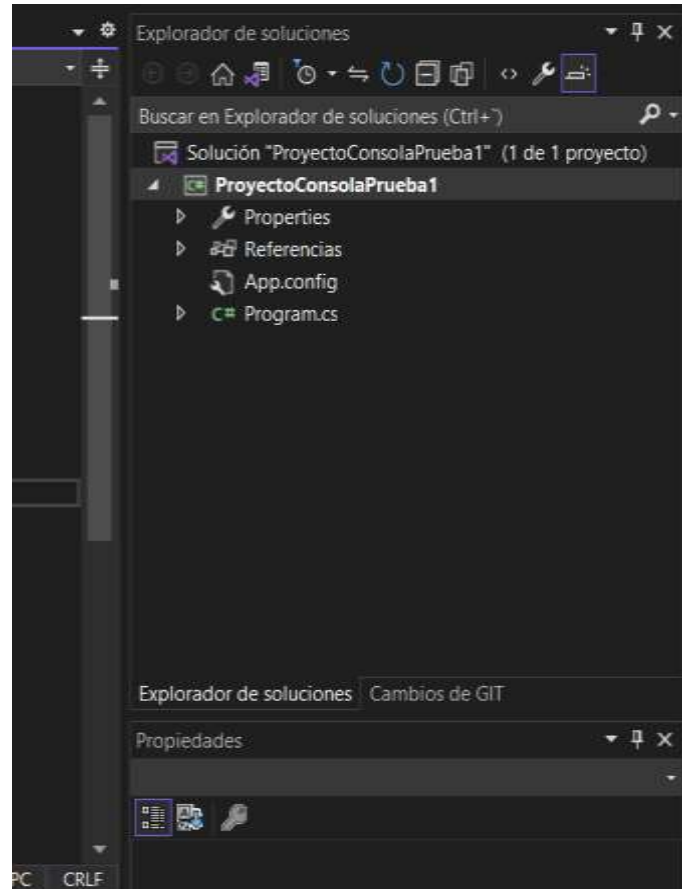 Explorador de soluciones
Buscar en Explorador de soluciones (Ctrl+¨)
Solución "ProyectoConsolaPrueba1" (1 de 1 proyecto)
ProyectoConsolaPrueba1
Properties
Referencias
App.config
C# Program.cs
Explorador de soluciones Cambios de GIT
Propiedades
PC CRLF